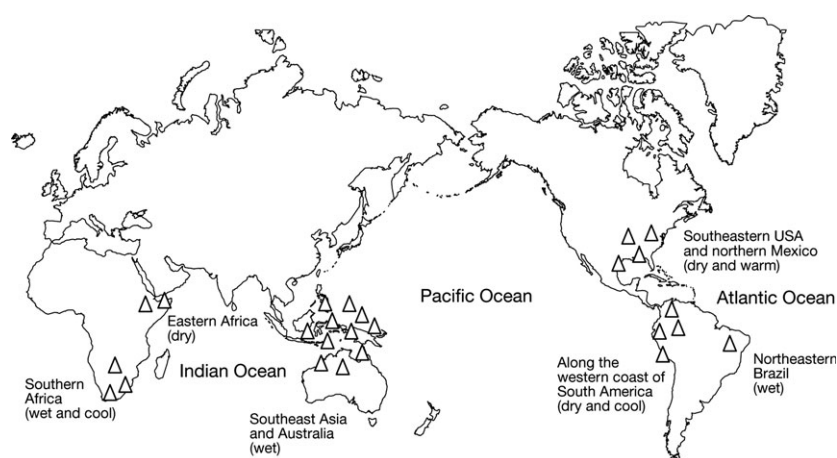 Southeastern USA
and northern Mexico
(dry and warm)
Pacific Ocean
Atlantic Ocean
Eastern Africa
(dry)
Indian Ocean
Southern
Africa
(wet and cool)
Southeast Asia
and Australia
(wet)
Along the
western coast of
South America
(dry and cool)
Northeastern
Brazil
(wet)